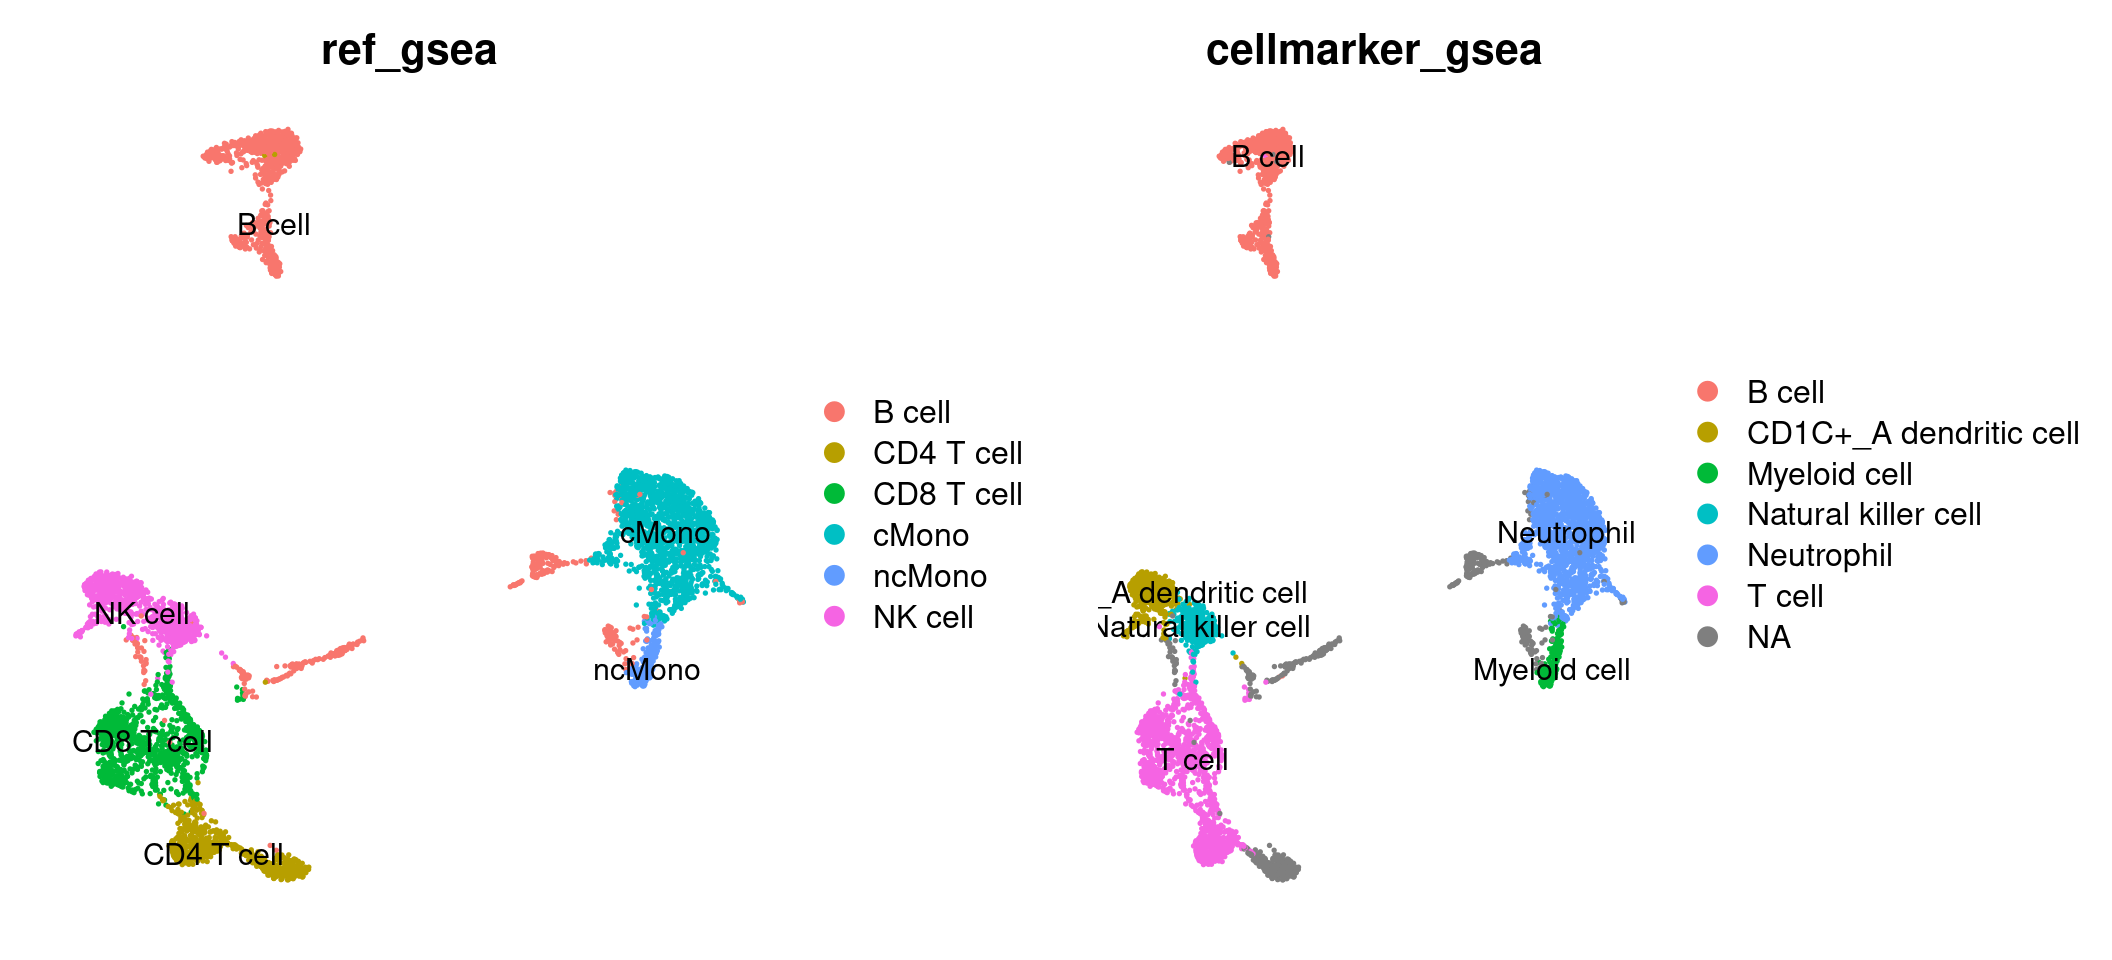 ref_gsea
B cell
cMono
NK cell
ncMono
CD8 T cell
CD4 T cell
B cell
CD4 T cell
CD8 T cell
cMono
ncMono
NK cell
cellmarker_gsea
B cell
Neutrophil
_A dendritic cell
Natural killer cell
Myeloid cell
T cell
B cell
CD1C+_A dendritic cell
Myeloid cell
Natural killer cell
Neutrophil
T cell
NA